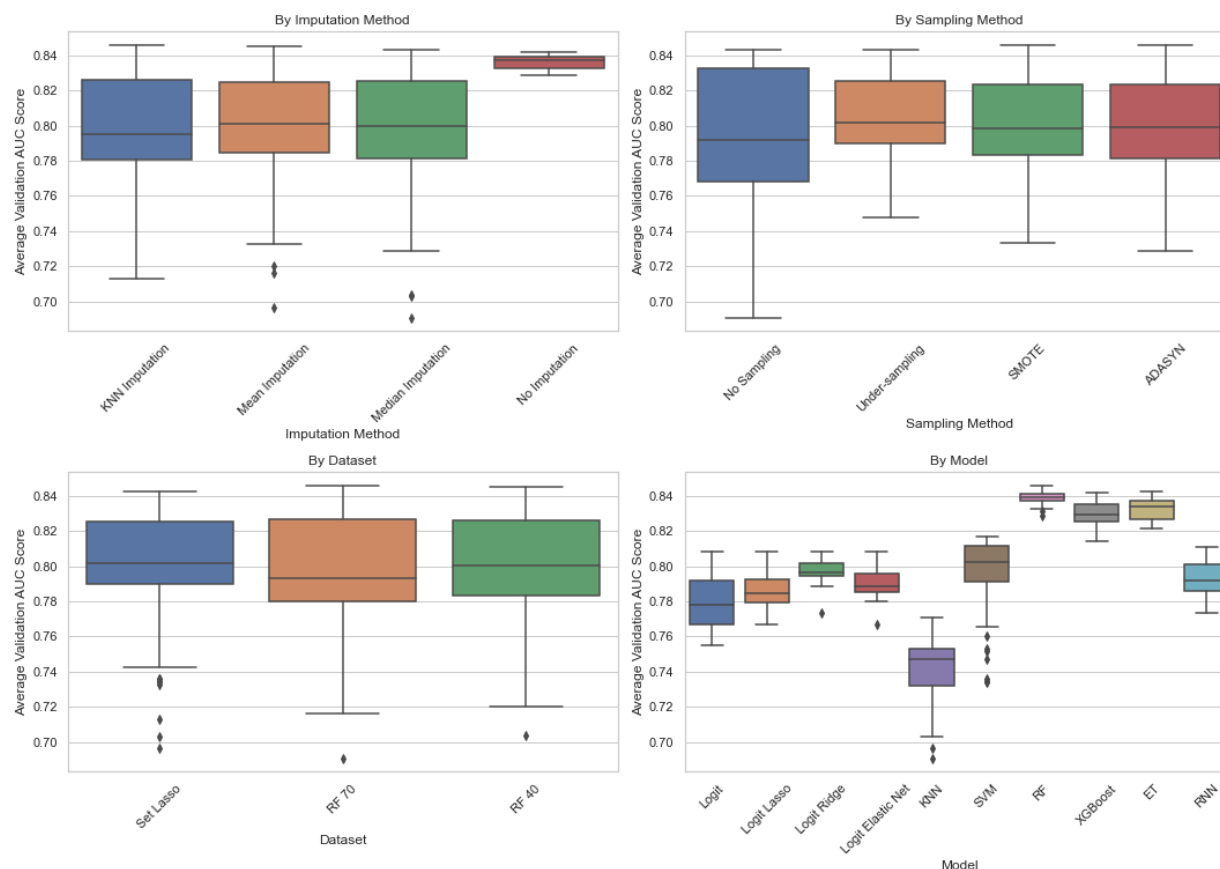 By Imputation Method
Average Validation AUC Score
0.84
0.82
0.80
0.78
0.76
0.74
0.72
0.70
KNN Imputation
Mean Imputation
Median Imputation
No Imputation
Imputation Method
By Sampling Method
Average Validation AUC Score
0.84
0.82
0.80
0.78
0.76
0.74
0.72
0.70
No Sampling
Under-sampling
SMOTE
ADASYN
Sampling Method
By Dataset
Average Validation AUC Score
0.84
0.82
0.80
0.78
0.76
0.74
0.72
0.70
Set Lasso
RF 70
RF 40
Dataset
By Model
Average Validation AUC Score
0.84
0.82
0.80
0.78
0.76
0.74
0.72
0.70
Logit
Logit Lasso
Logit Ridge
Logit Elastic Net
KNN
SVM
RF
XGBoost
ET
RNN
Model